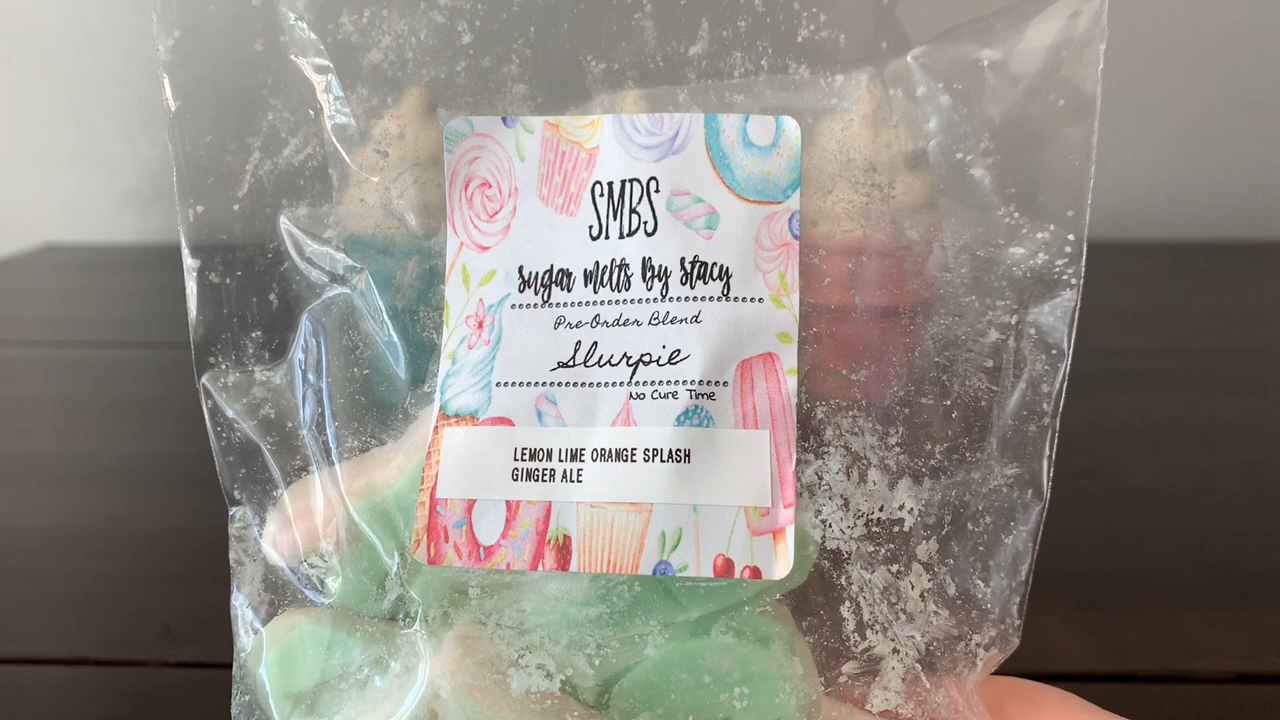 SMBS
Sugar Melts By Stacy
Pre-Order Blend
Slurpie
No Cure Time
LEMON LIME ORANGE SPLASH
GINGER ALE